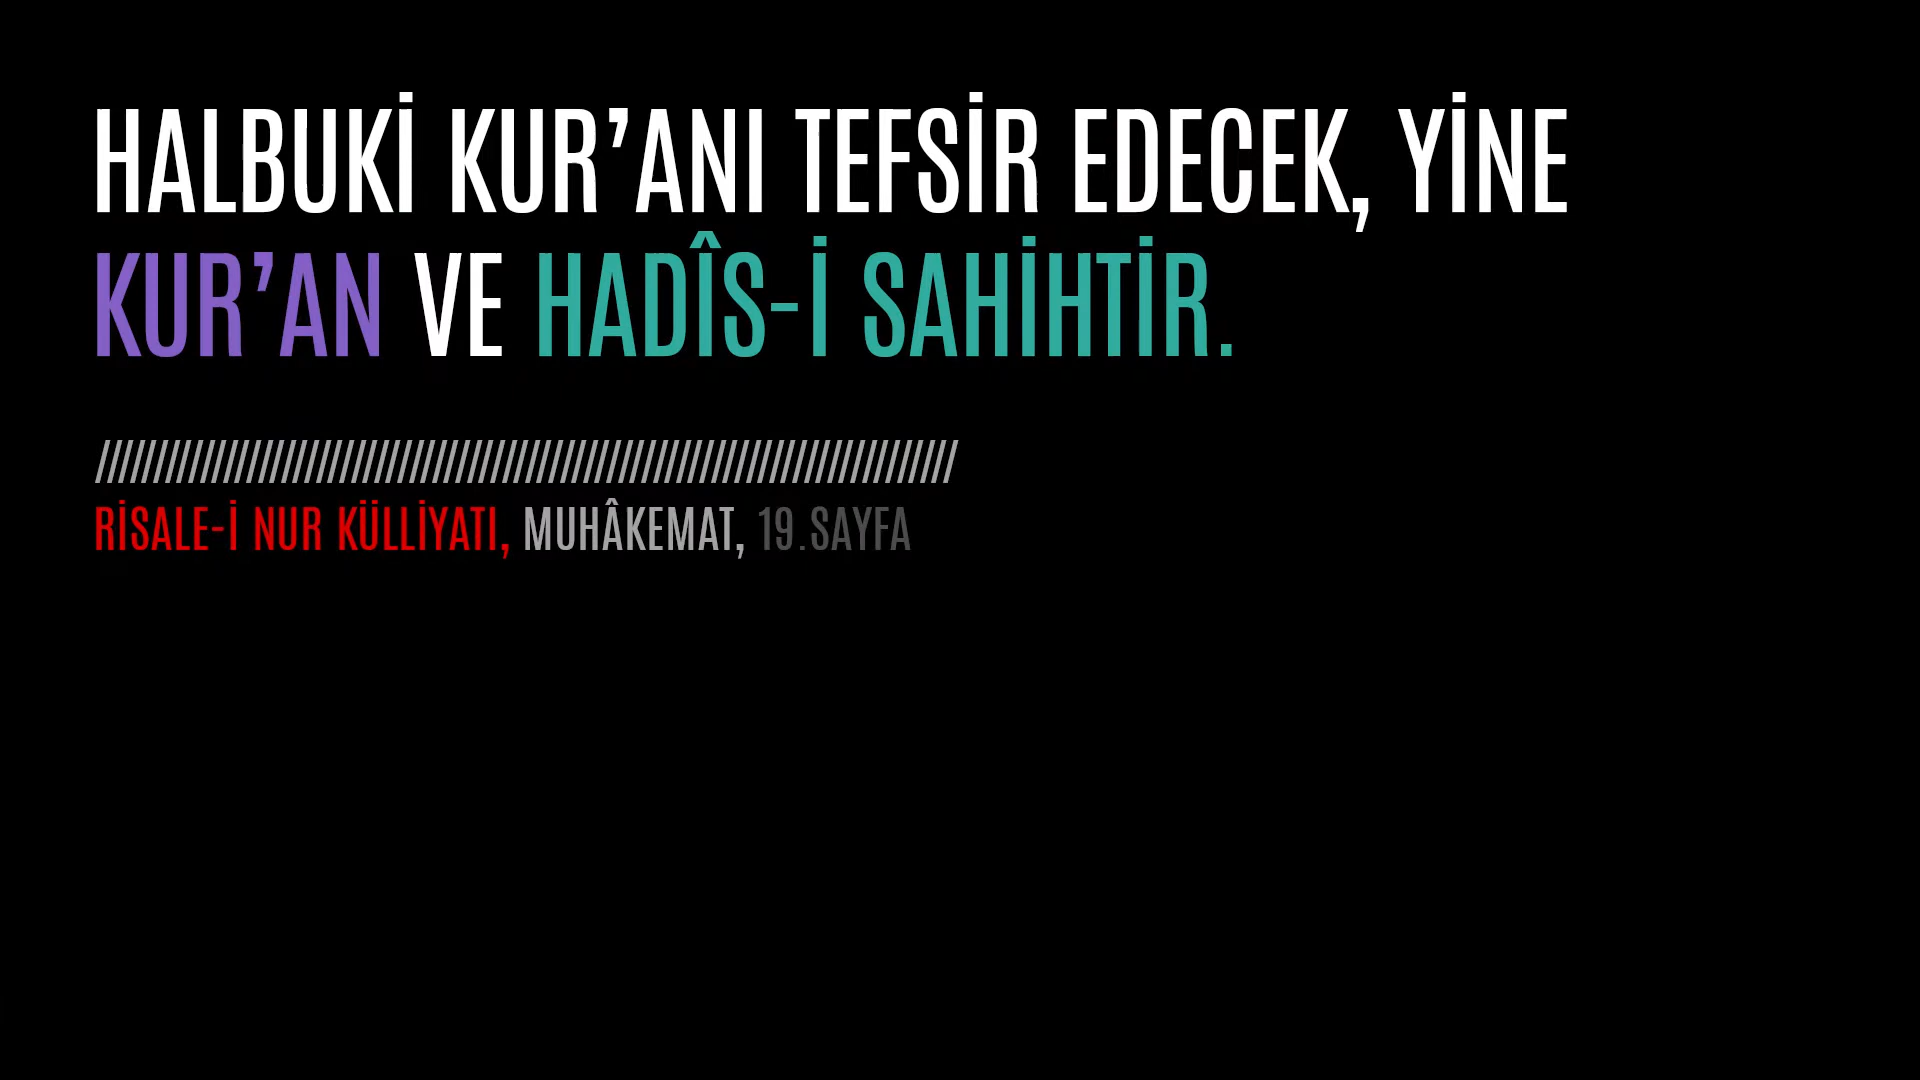 HALBUKİ KUR’ANI TEFSİR EDECEK, YİNE
KUR’AN VE HADÎS-İ SAHİHTİR.
//////////////////////////////////////////////////////////////////////////
RİSALE-İ NUR KÜLLİYATI, MUHÂKEMAT, 19.SAYFA